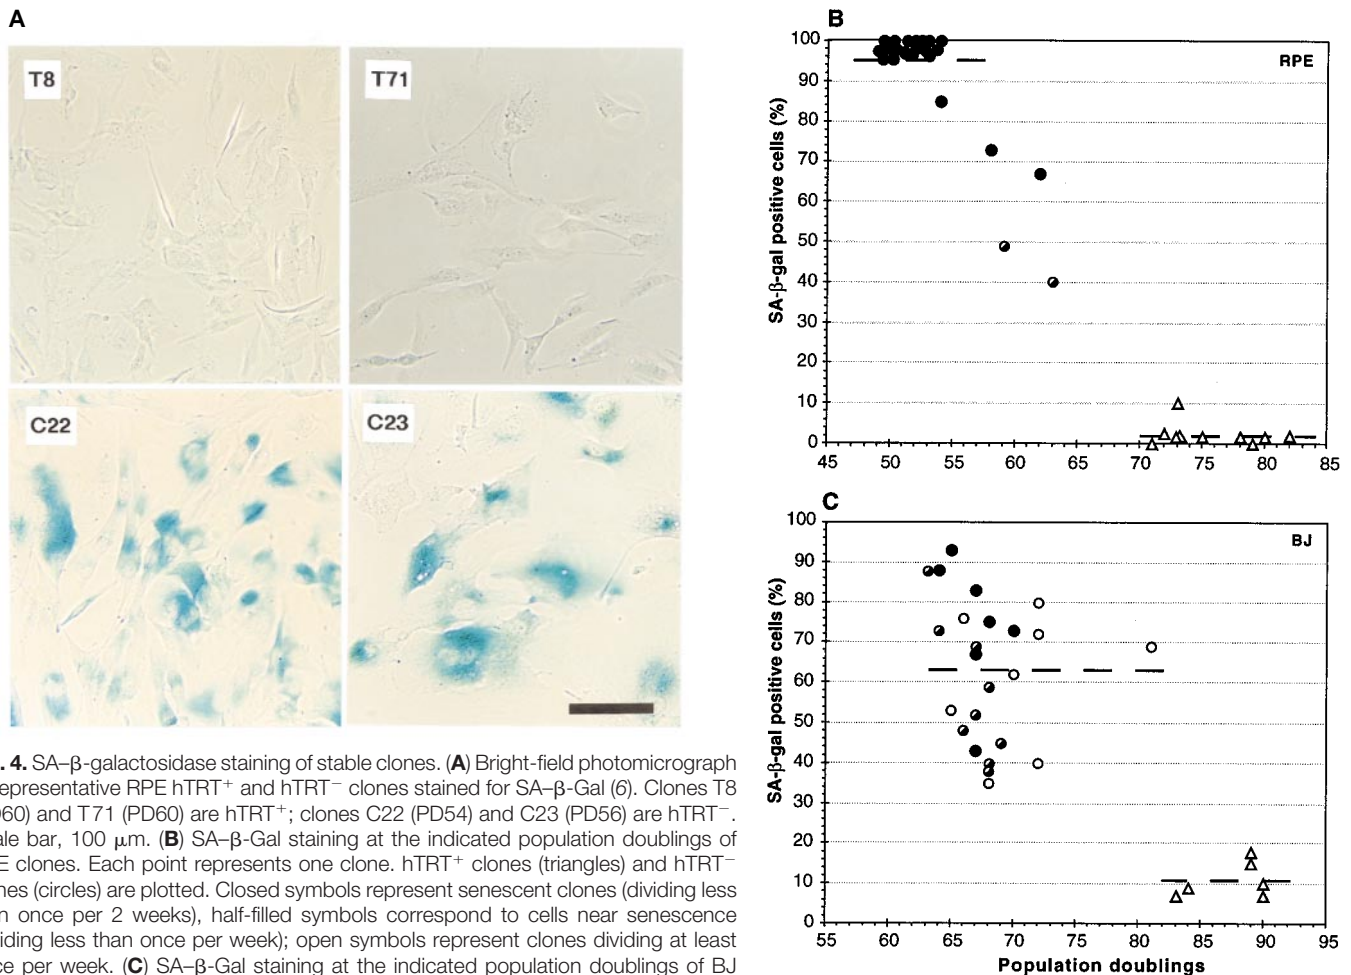 A
T8
T71
C22
C23
B
RPE
SA-β-gal positive cells (%)
100
90
80
70
60
50
40
30
20
10
0
45 50 55 60 65 70 75 80 85
C
BJ
SA-β-gal positive cells (%)
100
90
80
70
60
50
40
30
20
10
0
55 60 65 70 75 80 85 90 95
Population doublings
. 4. SA–β-galactosidase staining of stable clones. (A) Bright-field photomicrograph
epresentative RPE hTRT+ and hTRT− clones stained for SA–β-Gal (6). Clones T8
60) and T71 (PD60) are hTRT+; clones C22 (PD54) and C23 (PD56) are hTRT−.
ale bar, 100 μm. (B) SA–β-Gal staining at the indicated population doublings of
E clones. Each point represents one clone. hTRT+ clones (triangles) and hTRT−
nes (circles) are plotted. Closed symbols represent senescent clones (dividing less
n once per 2 weeks), half-filled symbols correspond to cells near senescence
iding less than once per week); open symbols represent clones dividing at least
ce per week. (C) SA–β-Gal staining at the indicated population doublings of BJ